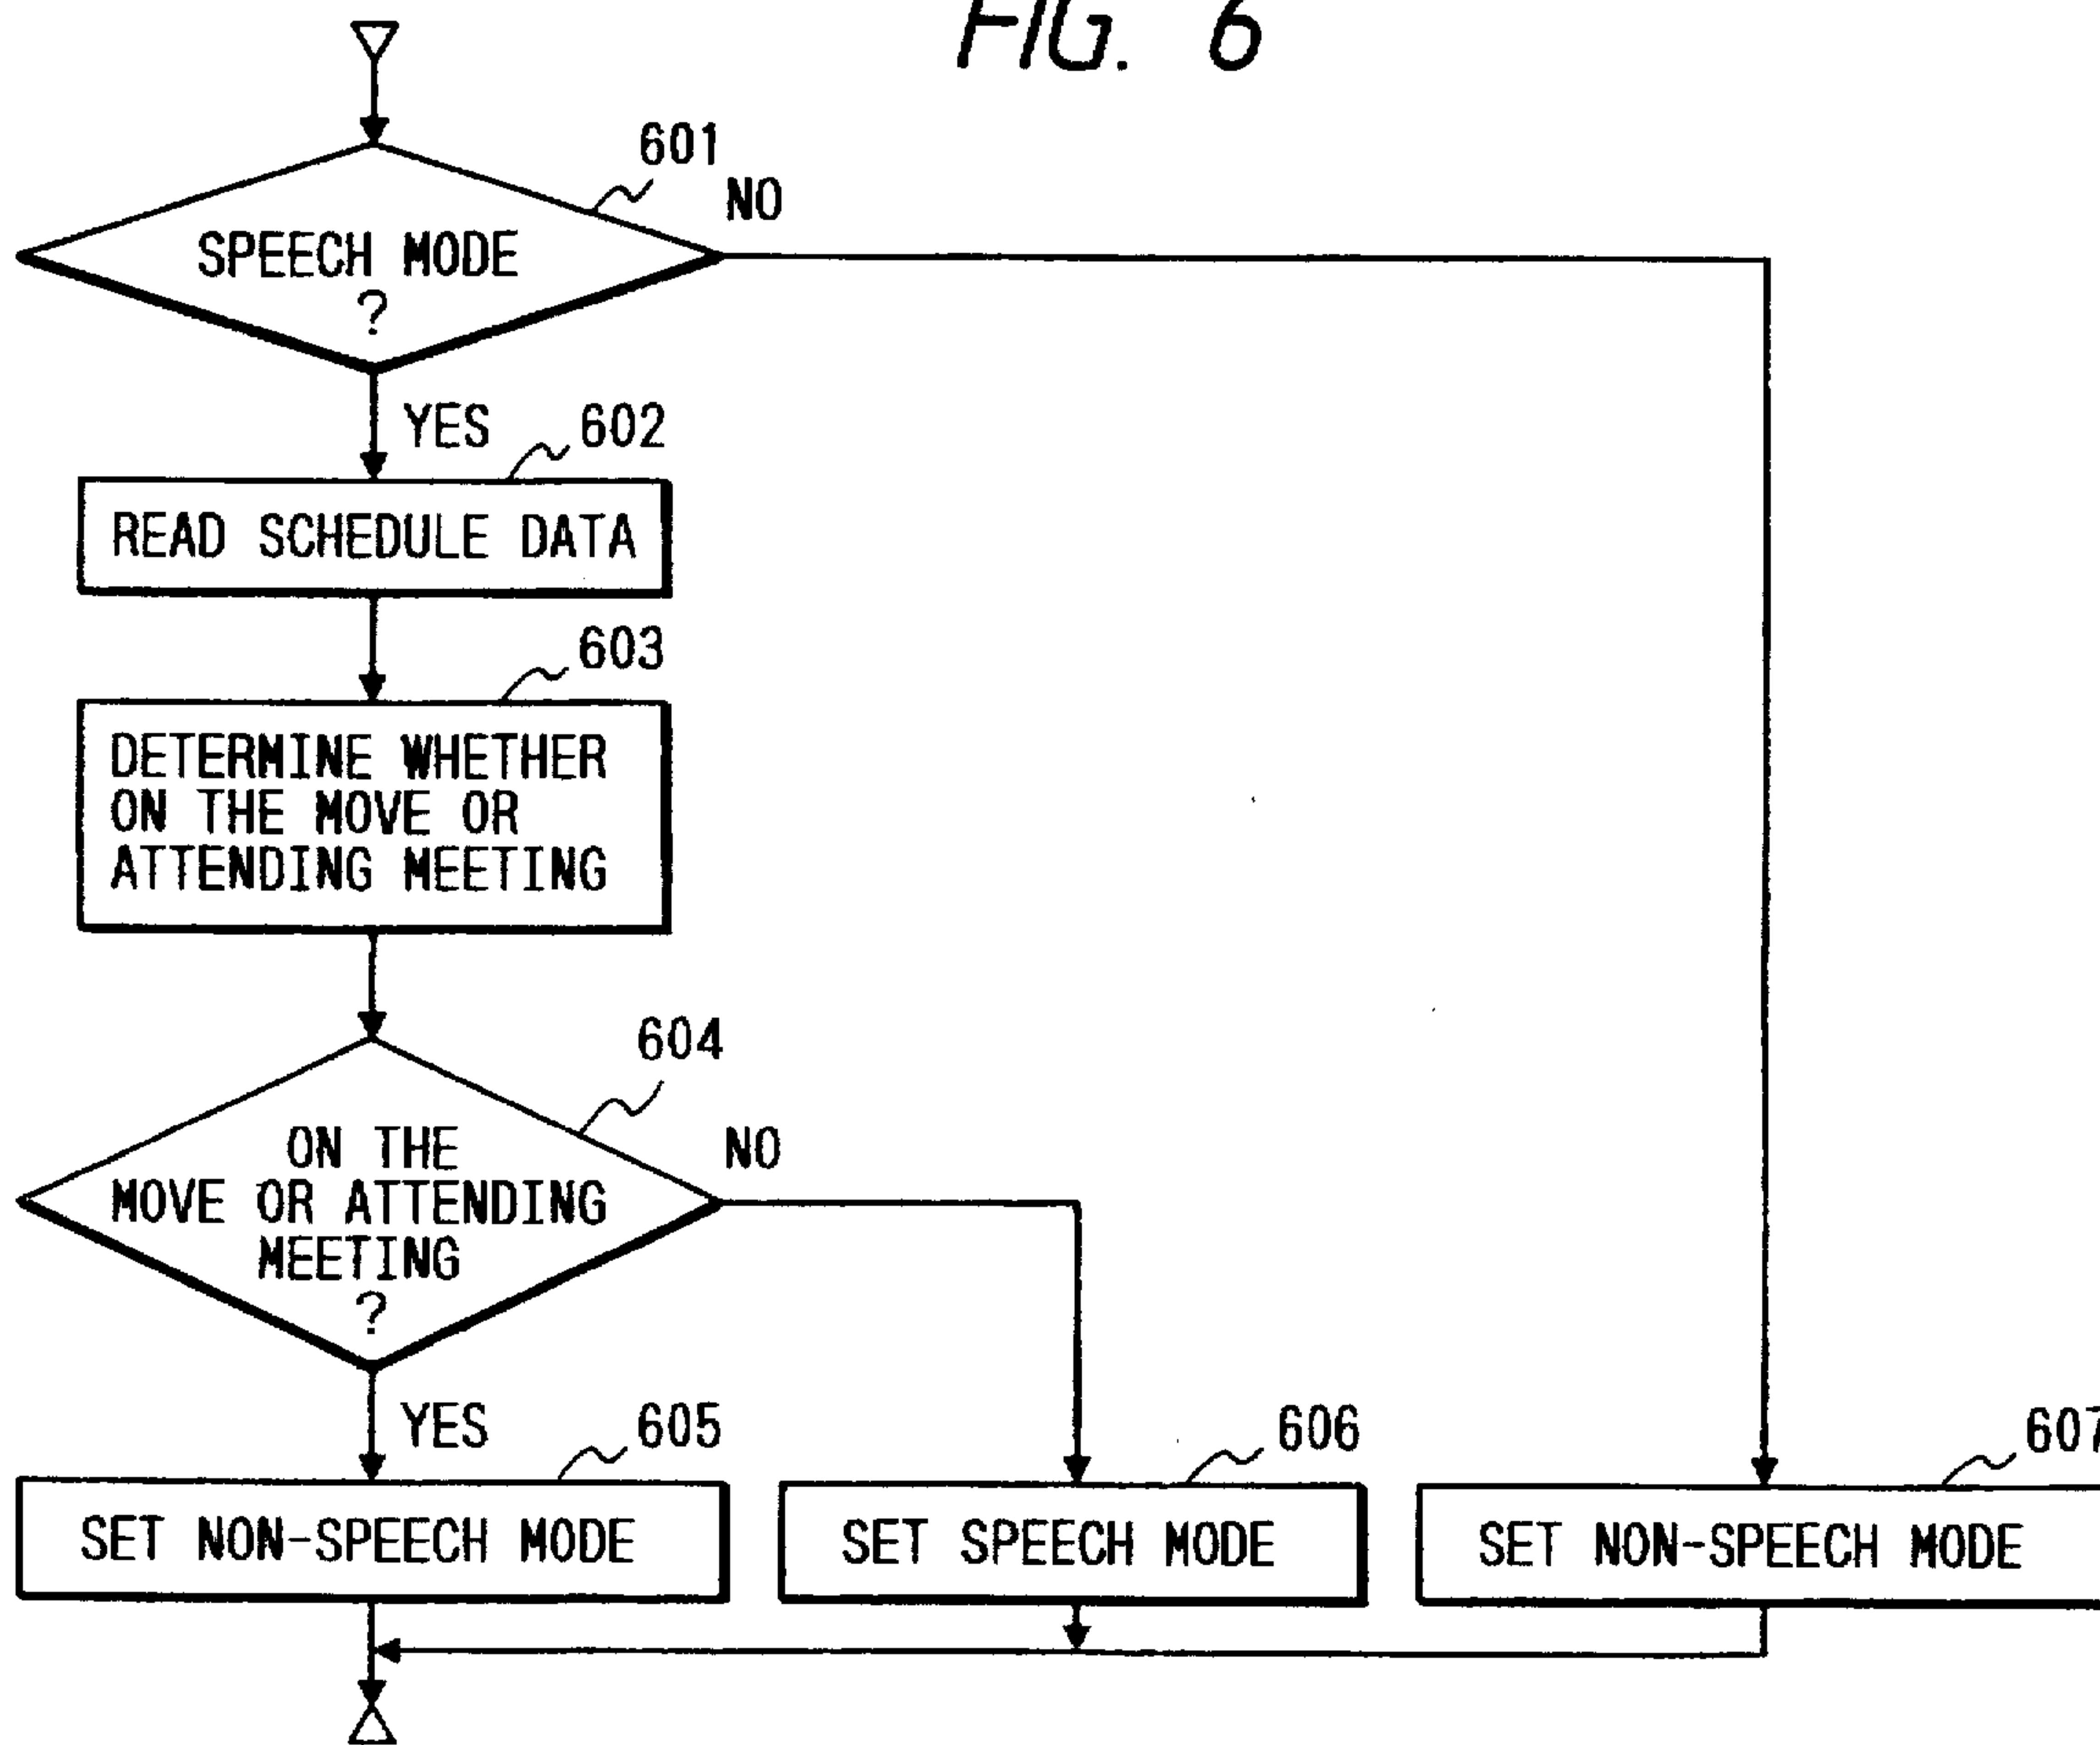 FIG. 6
601
NO
SPEECH MODE
?
YES
602
READ SCHEDULE DATA
603
DETERMINE WHETHER
ON THE MOVE OR
ATTENDING MEETING
604
NO
ON THE
MOVE OR ATTENDING
MEETING
?
YES
605
606
607
SET NON-SPEECH MODE
SET SPEECH MODE
SET NON-SPEECH MODE